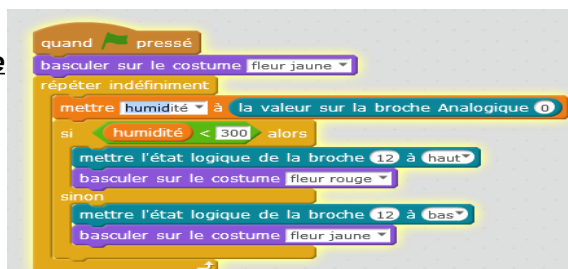 e
quand pressé
basculer sur le costume fleur jaune
répéter indéfiniment
mettre humidité à la valeur sur la broche Analogique 0
si humidité < 300 alors
mettre l'état logique de la broche 12 à haut
basculer sur le costume fleur rouge
sinon
mettre l'état logique de la broche 12 à bas
basculer sur le costume fleur jaune